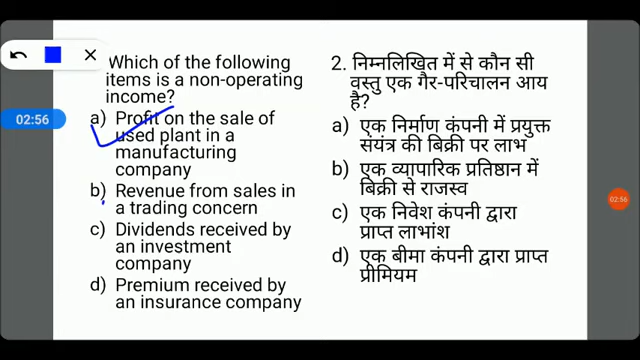 Which of the following
items is a non-operating
income?
a) Profit on the sale of
used plant in a
manufacturing
company
b) Revenue from sales in
a trading concern
c) Dividends received by
an investment
company
d) Premium received by
an insurance company
2. निम्नलिखित में से कौन सी
वस्तु एक गैर-परिचालन आय
है?
a) एक निर्माण कंपनी में प्रयुक्त
संयंत्र की बिक्री पर लाभ
b) एक व्यापारिक प्रतिष्ठान में
बिक्री से राजस्व
c) एक निवेश कंपनी द्वारा
प्राप्त लाभांश
d) एक बीमा कंपनी द्वारा प्राप्त
प्रीमियम
02:56
02:56